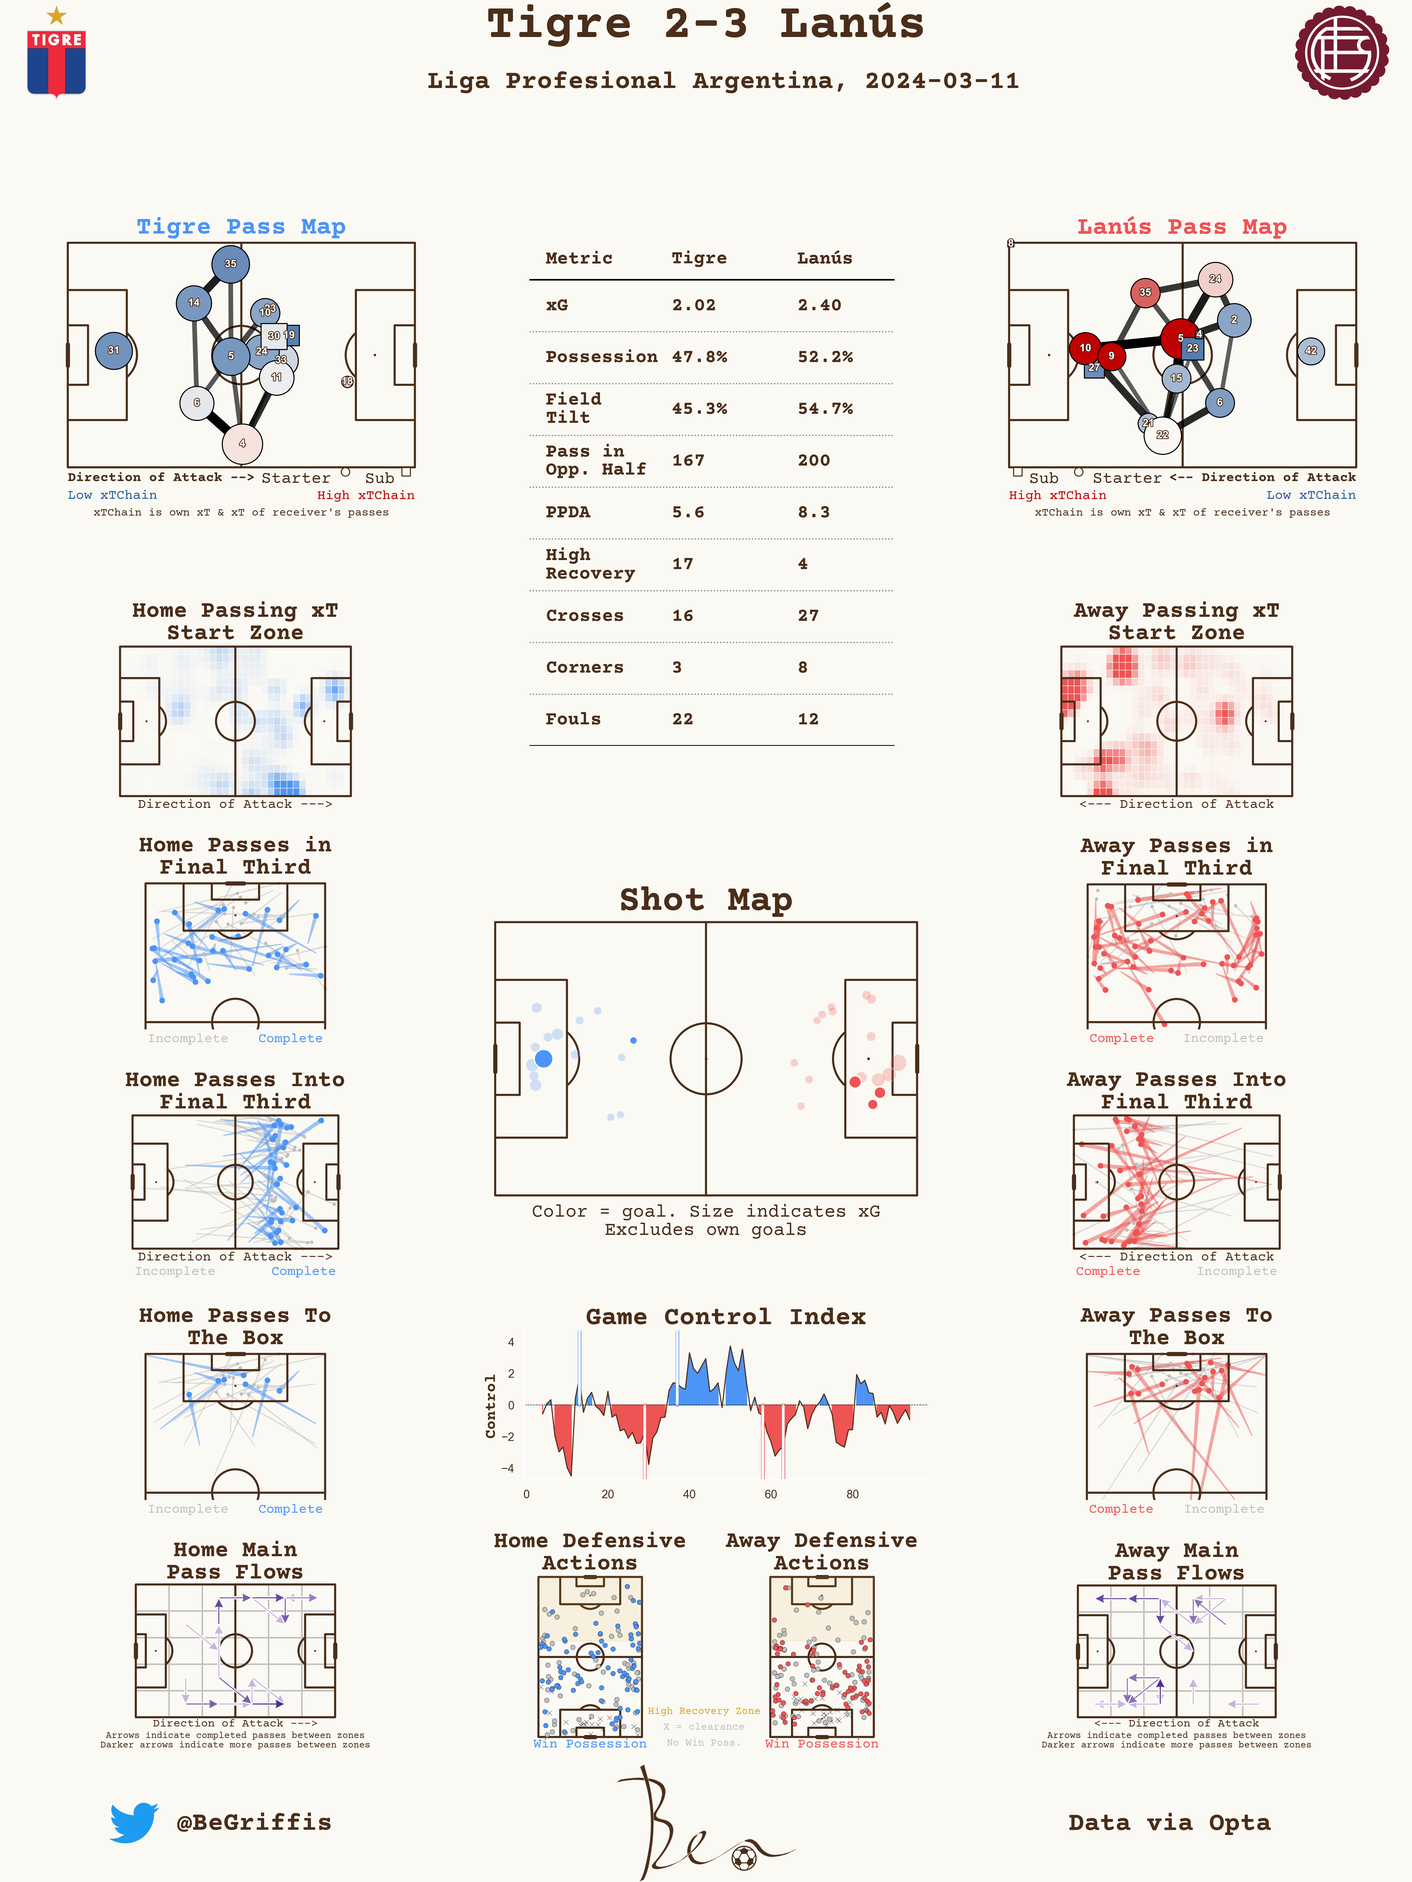 Tigre 2-3 Lanús
Liga Profesional Argentina, 2024-03-11
TIGRE
Tigre Pass Map
35
14
23
10
30
19
31
5
24
33
11
18
6
4
Direction of Attack --> Starter Sub
Low xTChain High xTChain
xTChain is own xT & xT of receiver's passes
Metric Tigre Lanús
xG 2.02 2.40
Possession 47.8% 52.2%
Field
Tilt 45.3% 54.7%
Pass in
Opp. Half 167 200
PPDA 5.6 8.3
High
Recovery 17 4
Crosses 16 27
Corners 3 8
Fouls 22 12
Lanús Pass Map
8
24
35
2
4
5
10
23
9
42
27
15
6
21
22
Sub Starter <-- Direction of Attack
High xTChain Low xTChain
xTChain is own xT & xT of receiver's passes
Home Passing xT
Start Zone
Direction of Attack --->
Away Passing xT
Start Zone
<--- Direction of Attack
Home Passes in
Final Third
Incomplete Complete
Away Passes in
Final Third
Complete Incomplete
Shot Map
Color = goal. Size indicates xG
Excludes own goals
Home Passes Into
Final Third
Direction of Attack --->
Incomplete Complete
Away Passes Into
Final Third
<--- Direction of Attack
Complete Incomplete
Home Passes To
The Box
Incomplete Complete
Game Control Index
Control
4
2
0
−2
−4
0 20 40 60 80
Away Passes To
The Box
Complete Incomplete
Home Main
Pass Flows
Direction of Attack --->
Arrows indicate completed passes between zones
Darker arrows indicate more passes between zones
Home Defensive
Actions
Win Possession
Away Defensive
Actions
Win Possession
High Recovery Zone
X = clearance
No Win Poss.
Away Main
Pass Flows
<--- Direction of Attack
Arrows indicate completed passes between zones
Darker arrows indicate more passes between zones
@BeGriffis
Ben
Data via Opta